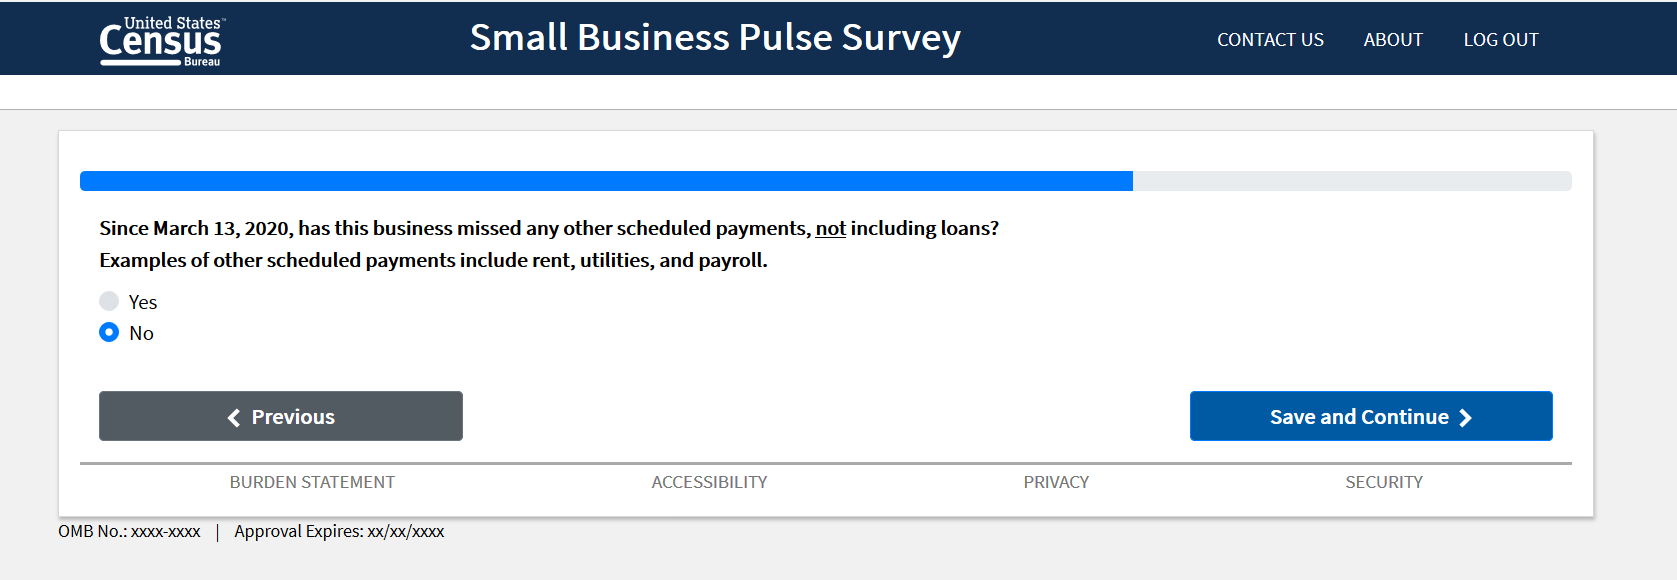 United States™
Census
Bureau
Small Business Pulse Survey
CONTACT US ABOUT LOG OUT
Since March 13, 2020, has this business missed any other scheduled payments, not including loans?
Examples of other scheduled payments include rent, utilities, and payroll.
Yes
No
Previous Save and Continue
BURDEN STATEMENT ACCESSIBILITY PRIVACY SECURITY
OMB No.: xxxx-xxxx | Approval Expires: xx/xx/xxxx